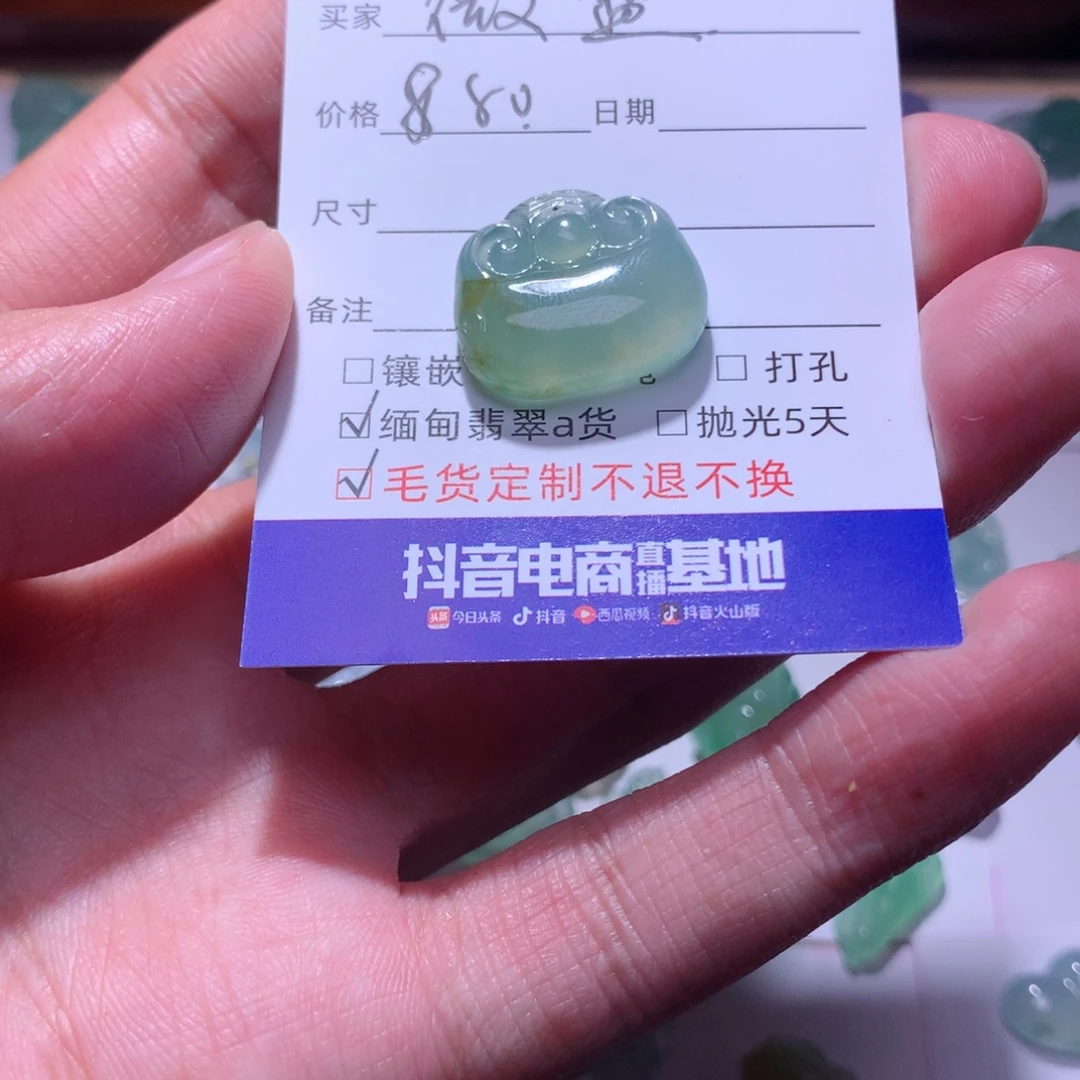 买家
价格 880 日期
尺寸
备注
□镶嵌 □ 打孔
☑缅甸翡翠a货 □抛光5天
☑毛货定制不退不换
抖音电商直播基地
头条 今日头条 抖音 西瓜视频 抖音火山版